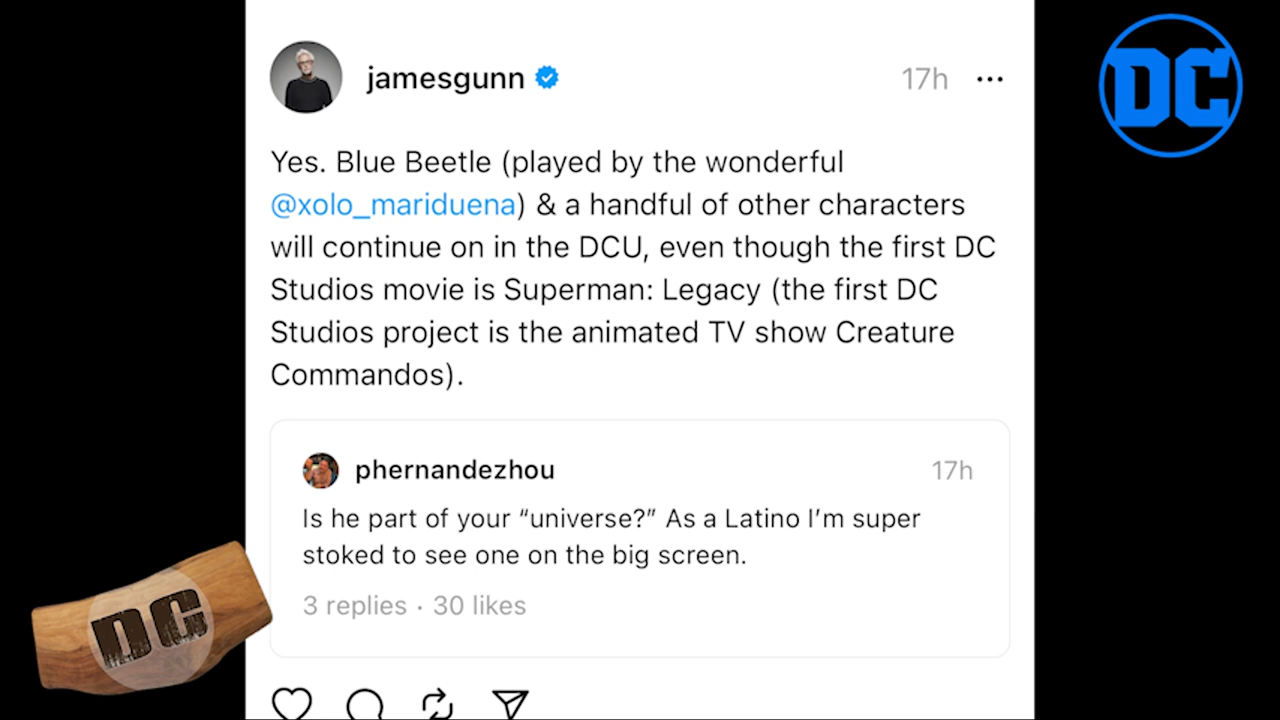 jamesgunn
17h
DC
Yes. Blue Beetle (played by the wonderful
@xolo_mariduena) & a handful of other characters
will continue on in the DCU, even though the first DC
Studios movie is Superman: Legacy (the first DC
Studios project is the animated TV show Creature
Commandos).
phernandezhou
17h
Is he part of your “universe?” As a Latino I’m super
stoked to see one on the big screen.
3 replies · 30 likes
DC